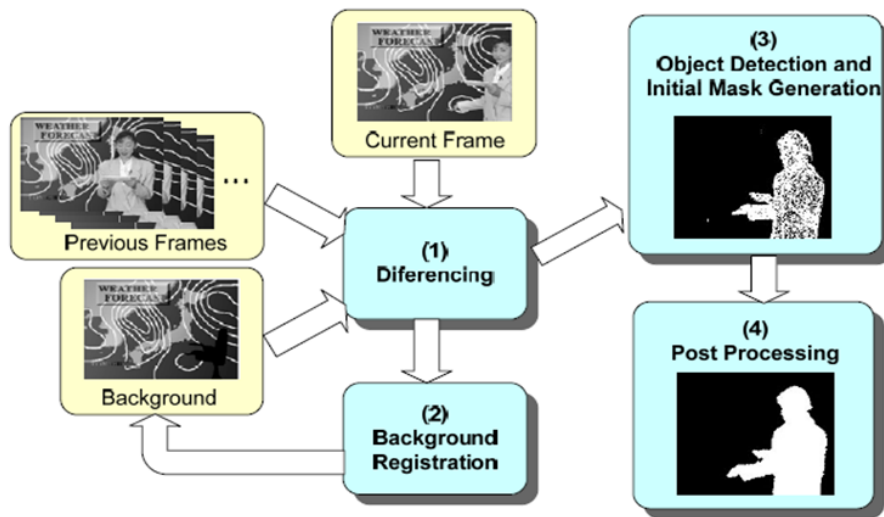 WEATHER
FORECAST
Current Frame
WEATHER
FORECAST
...
Previous Frames
WEATHER
FORECAST
Background
(1)
Diferencing
(2)
Background
Registration
(3)
Object Detection and
Initial Mask Generation
(4)
Post Processing